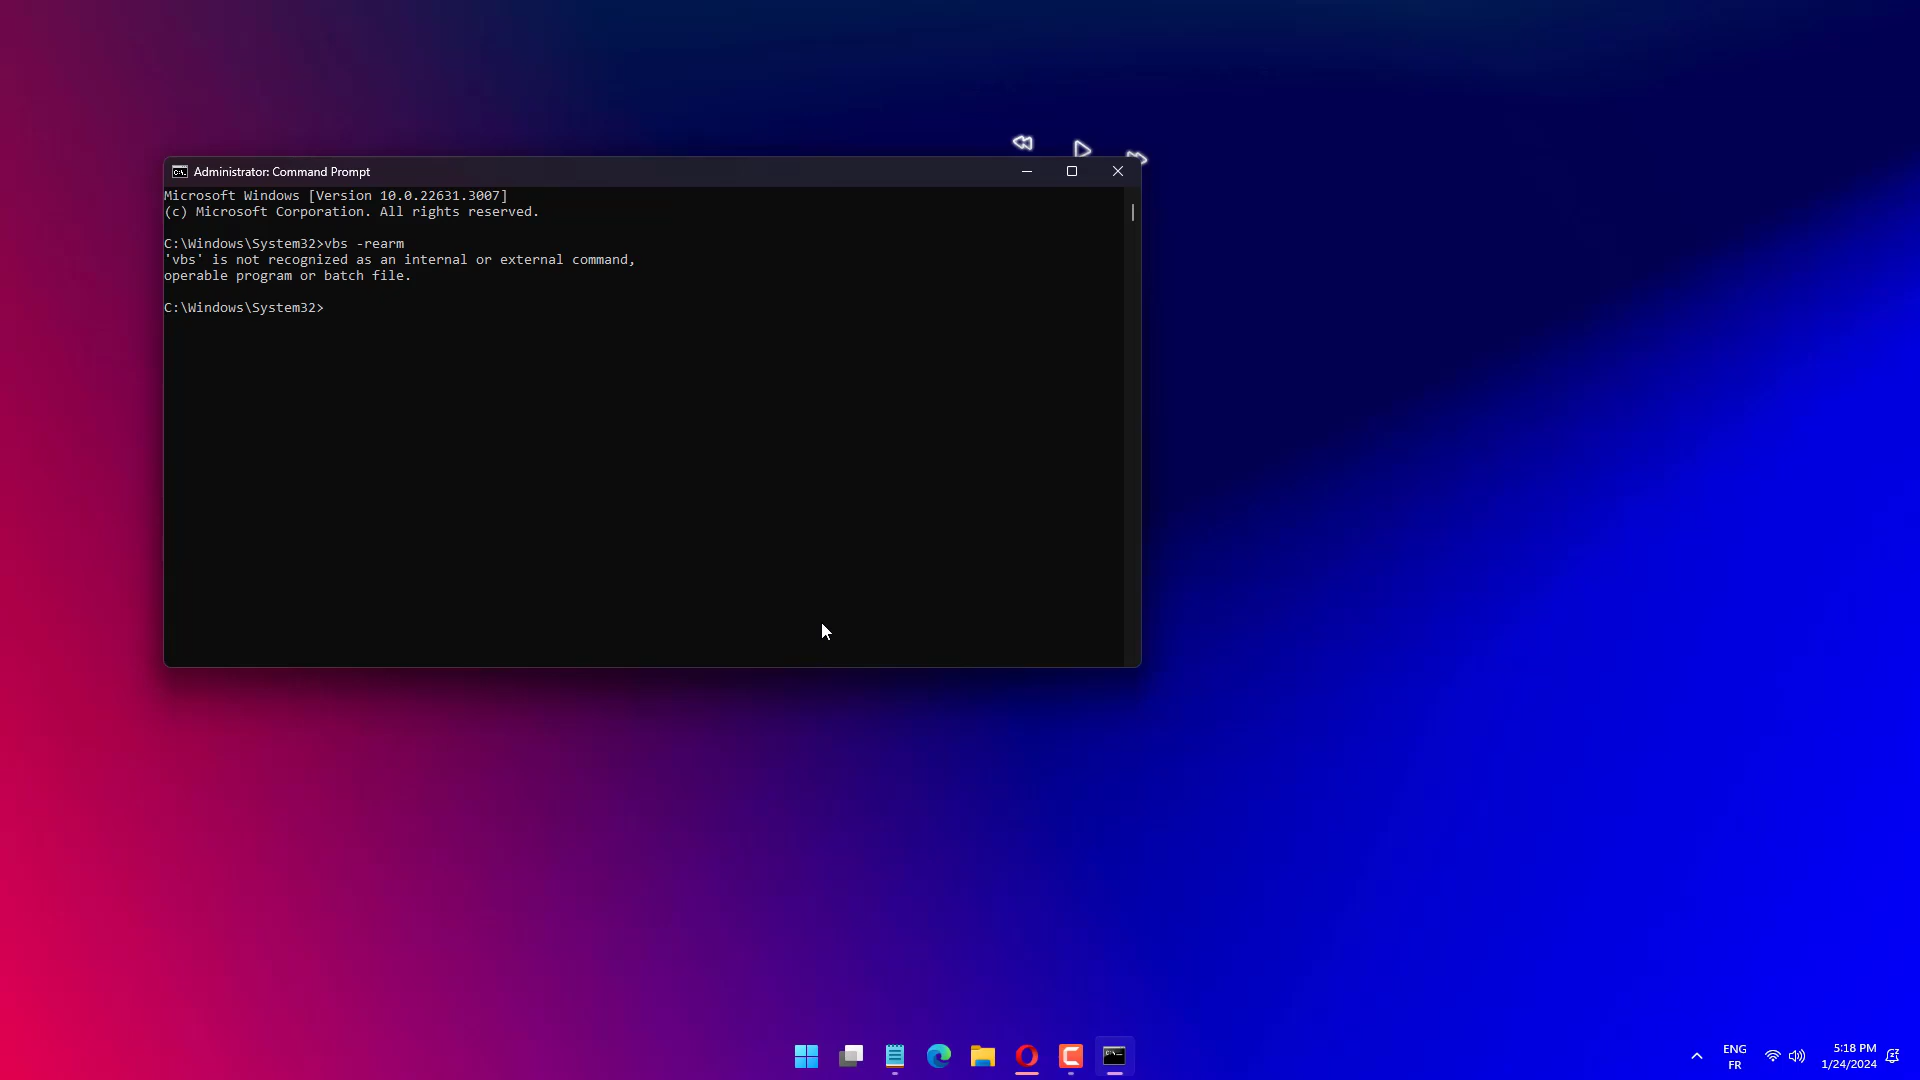 Administrator: Command Prompt
Microsoft Windows [Version 10.0.22631.3007]
(c) Microsoft Corporation. All rights reserved.
C:\Windows\System32>vbs -rearm
'vbs' is not recognized as an internal or external command,
operable program or batch file.
C:\Windows\System32>
ENG
FR
5:18 PM
1/24/2024